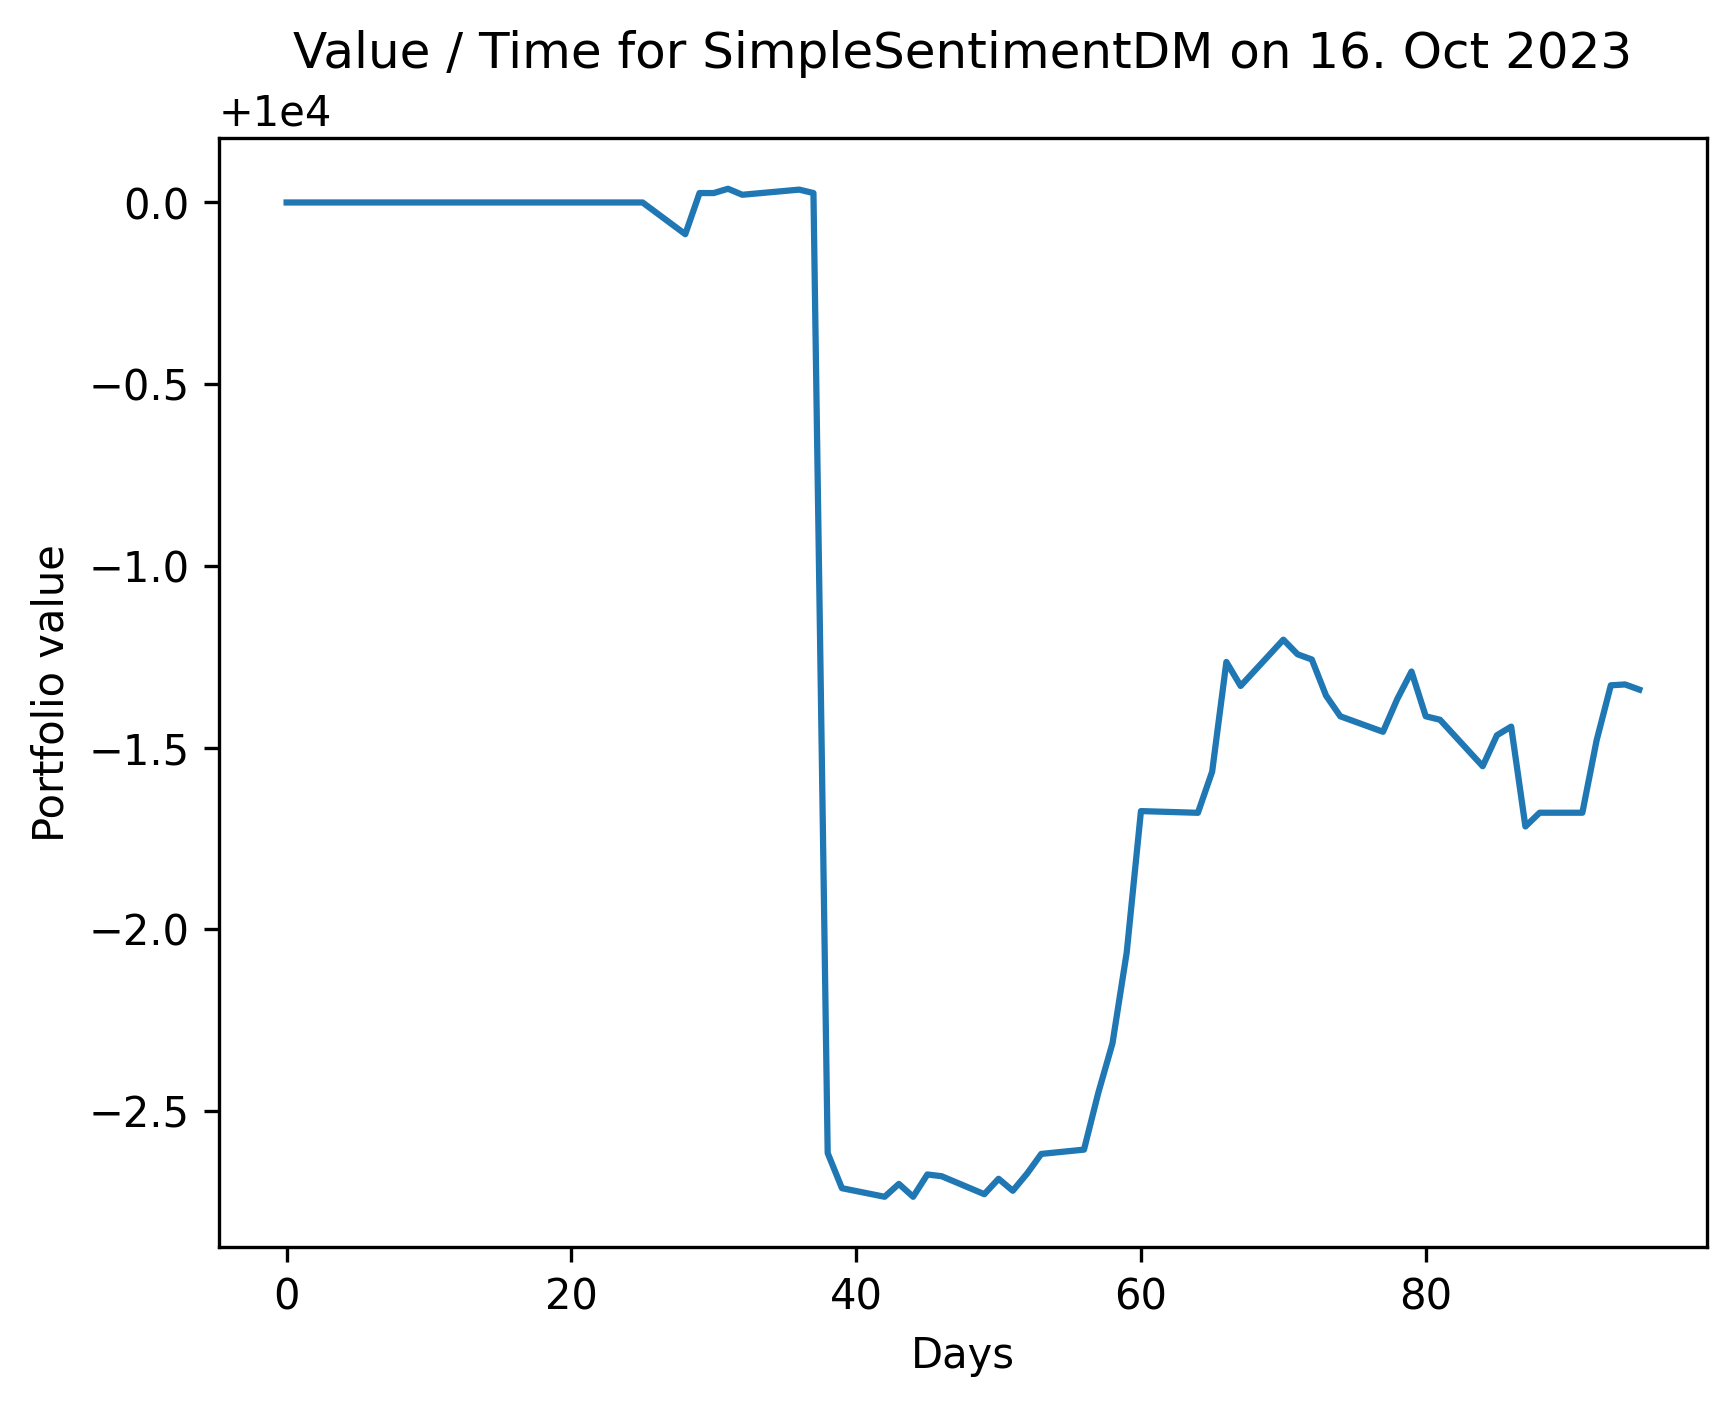 Value / Time for SimpleSentimentDM on 16. Oct 2023
+1e4
0.0
−0.5
−1.0
−1.5
−2.0
−2.5
Portfolio value
0 20 40 60 80
Days